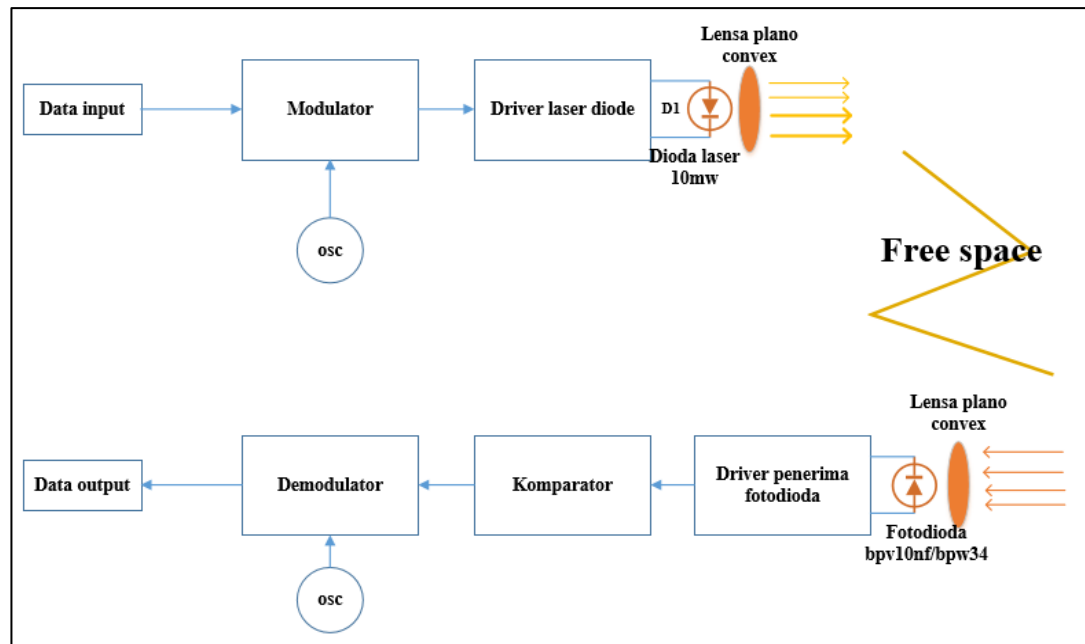 Lensa plano
convex
Data input
Modulator
Driver laser diode
D1
Dioda laser
10mw
osc
Free space
Lensa plano
convex
Data output
Demodulator
Komparator
Driver penerima
fotodioda
Fotodioda
bpv10nf/bpw34
osc